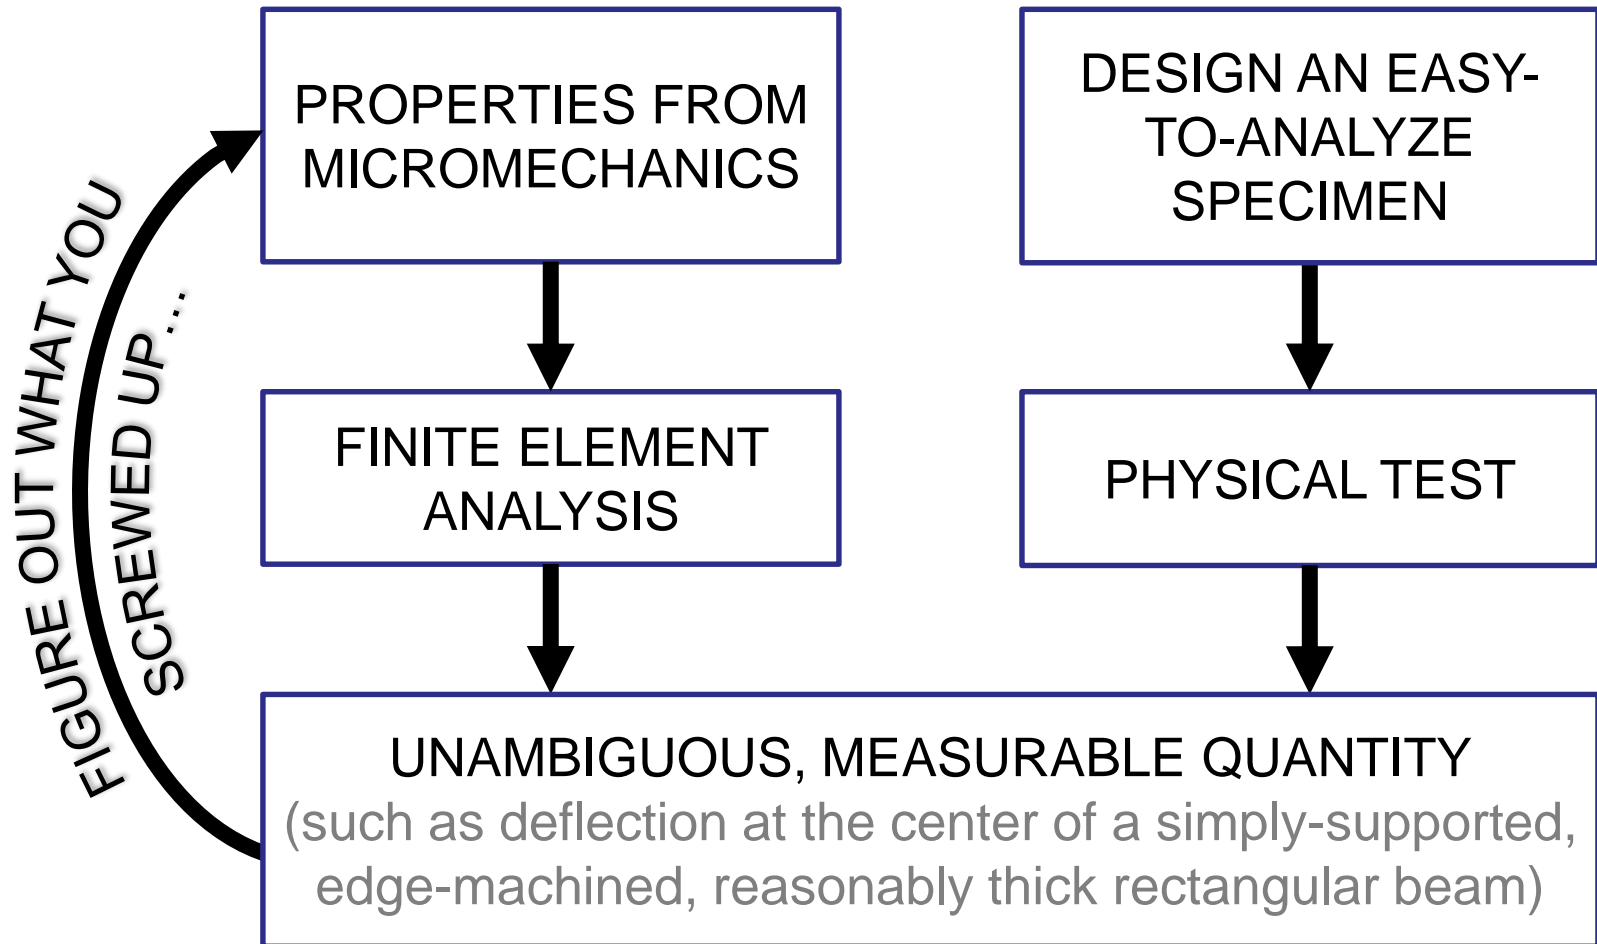 PROPERTIES FROM
MICROMECHANICS
DESIGN AN EASY-
TO-ANALYZE
SPECIMEN
FINITE ELEMENT
ANALYSIS
PHYSICAL TEST
UNAMBIGUOUS, MEASURABLE QUANTITY
(such as deflection at the center of a simply-supported,
edge-machined, reasonably thick rectangular beam)
FIGURE OUT WHAT YOU
SCREWED UP...